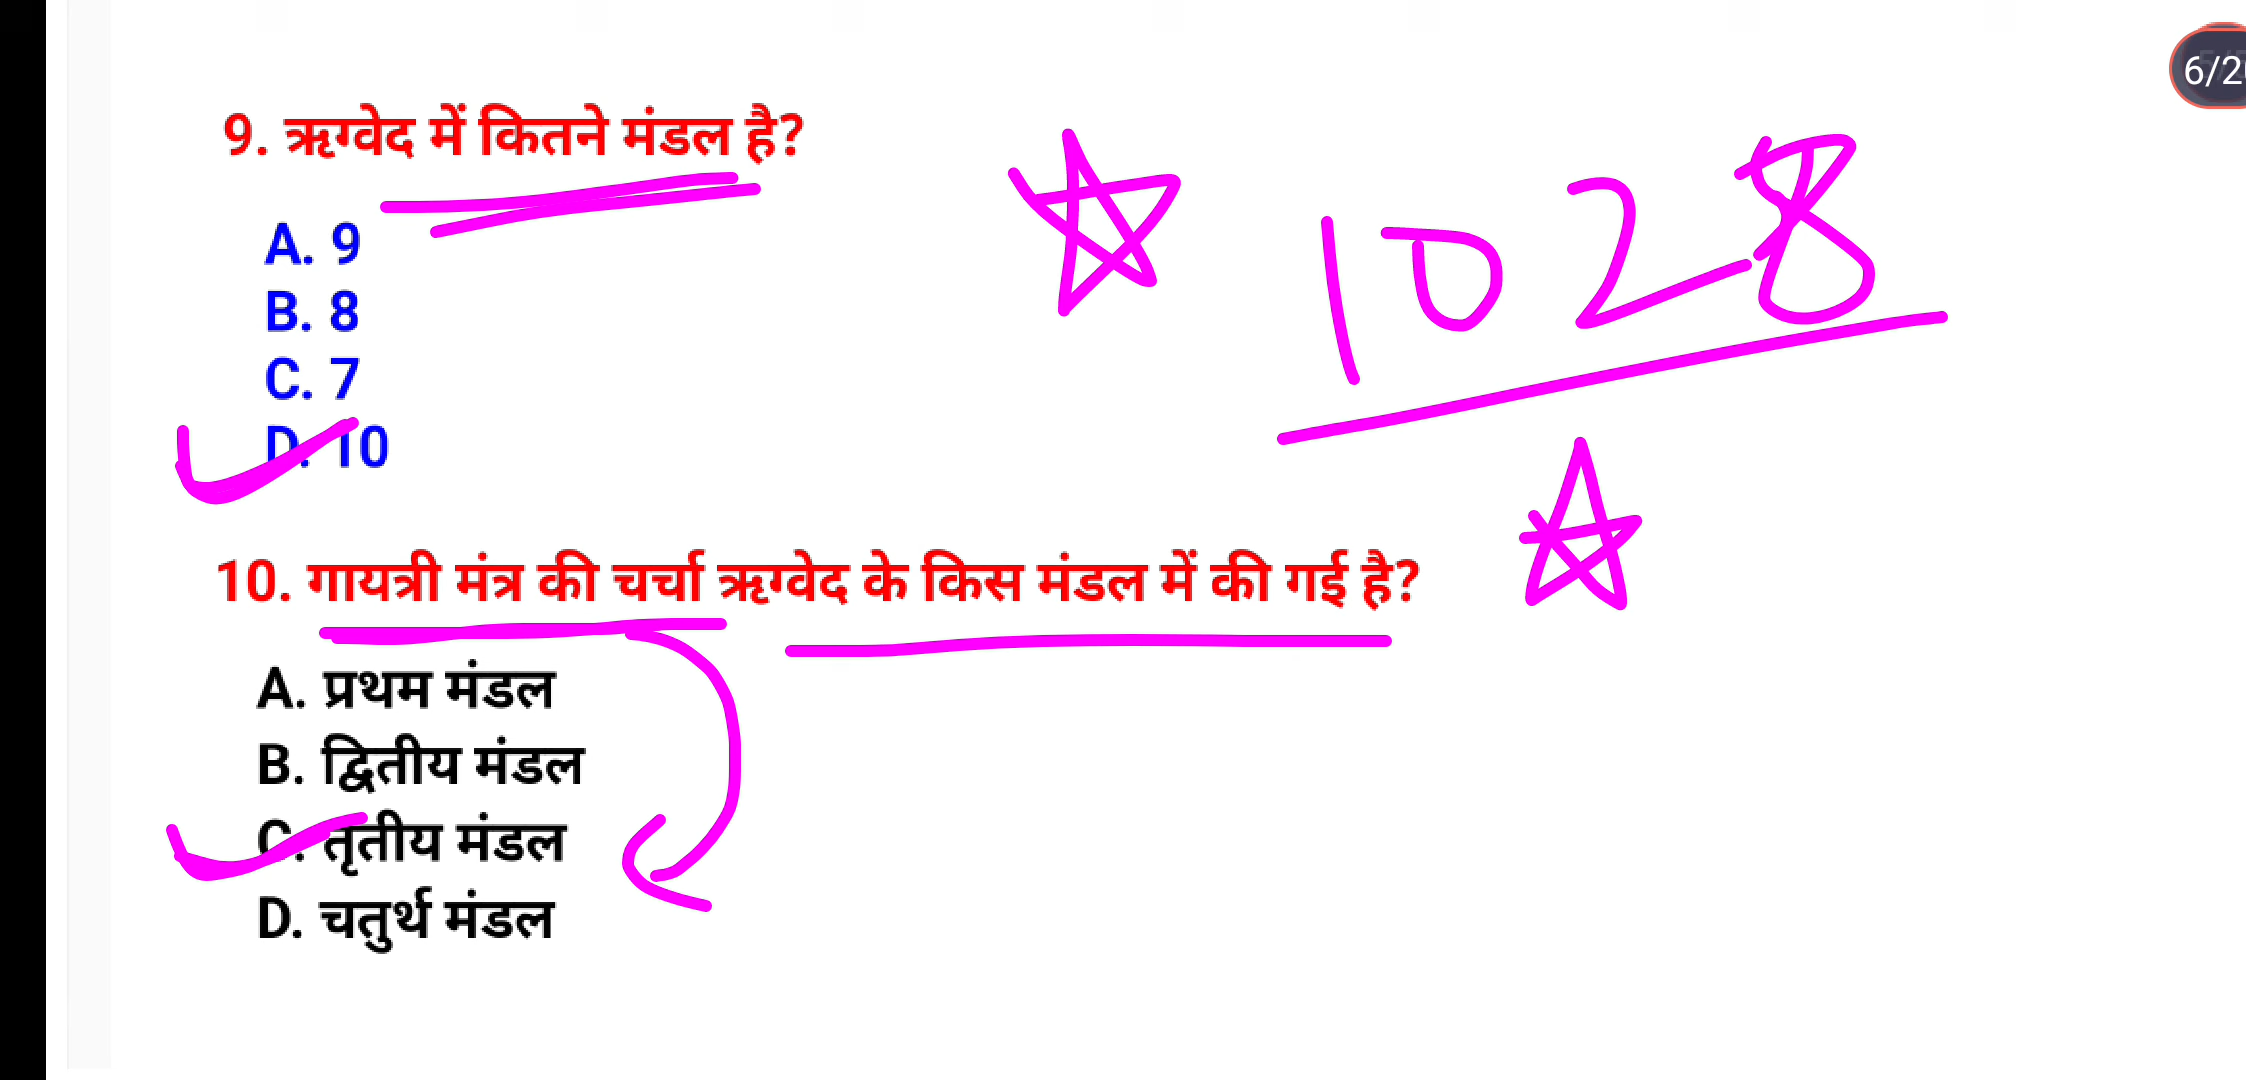 6/2
9. ऋग्वेद में कितने मंडल है?
1028
A. 9
B. 8
C. 7
D. 10
10. गायत्री मंत्र की चर्चा ऋग्वेद के किस मंडल में की गई है?
A. प्रथम मंडल
B. द्वितीय मंडल
C. तृतीय मंडल
D. चतुर्थ मंडल